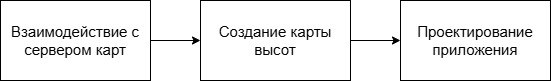 Взаимодействие с
сервером карт
Создание карты
высот
Проектирование
приложения